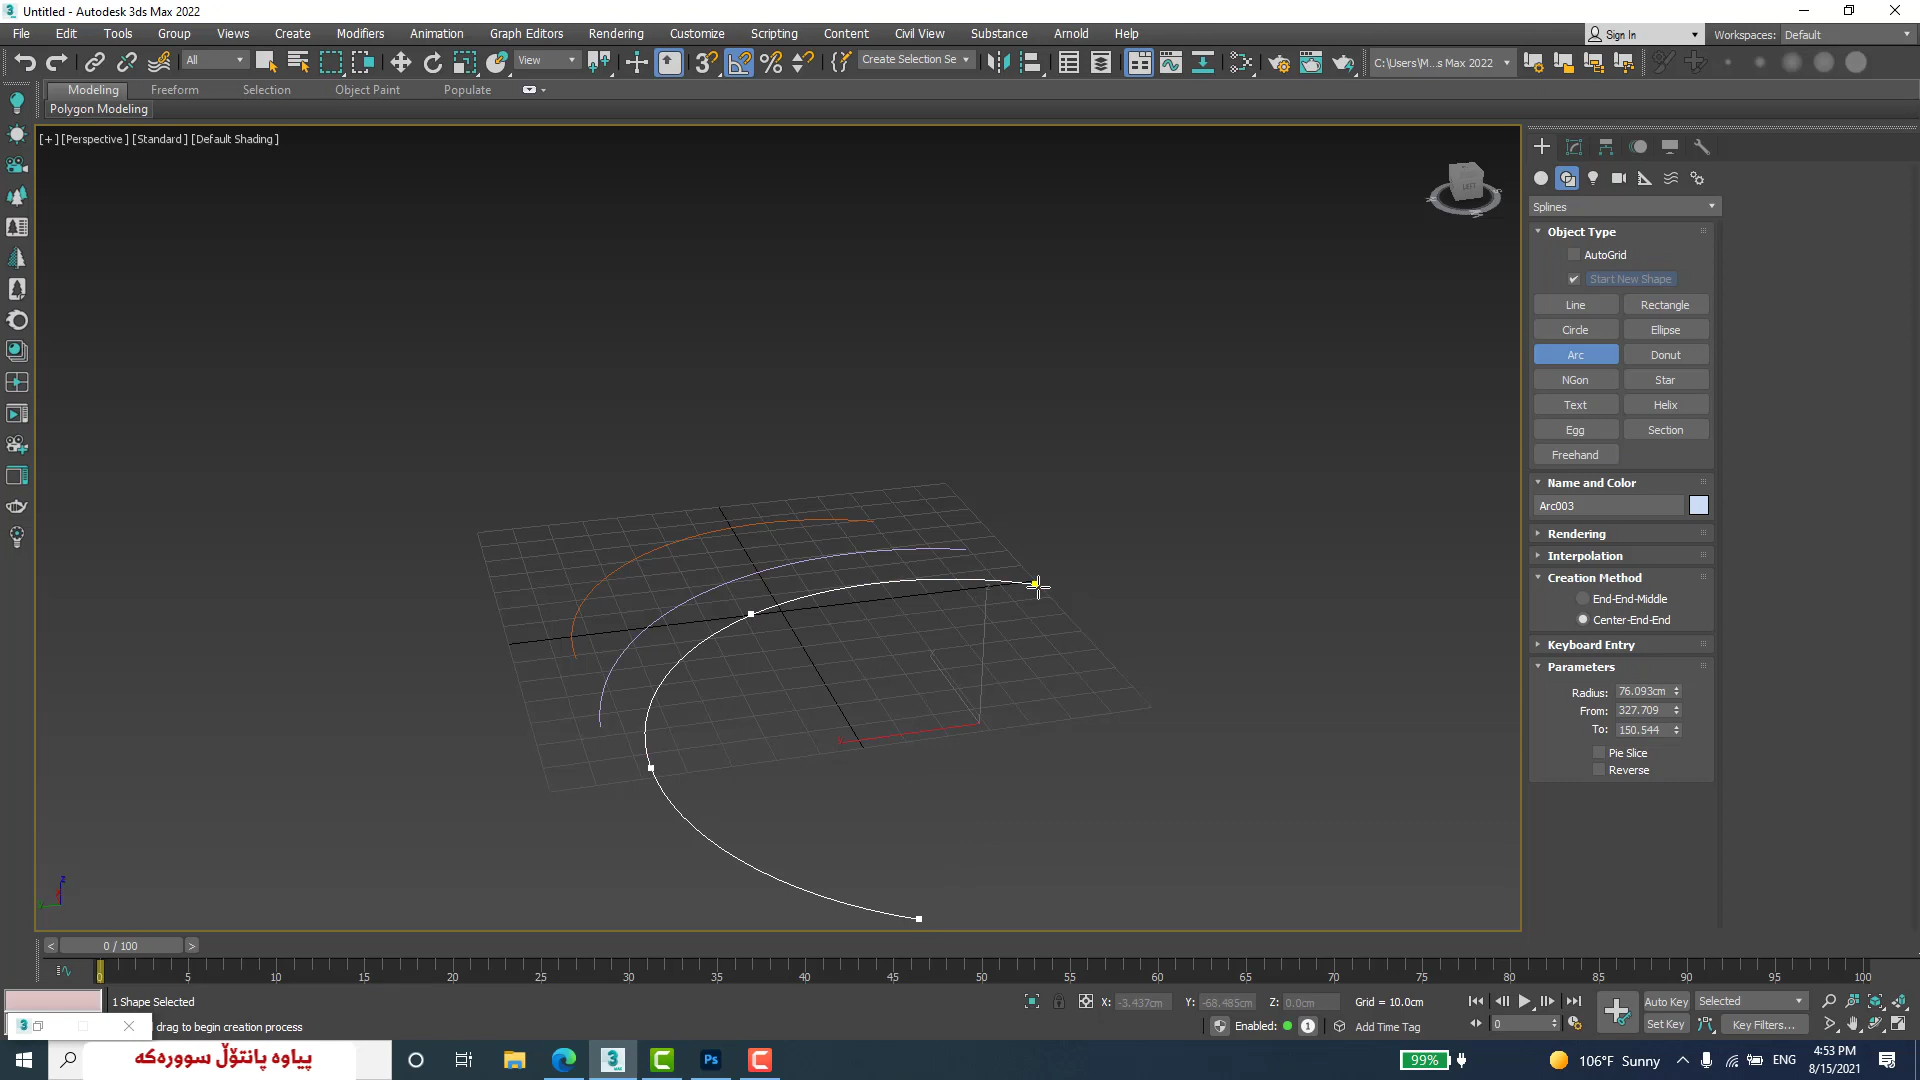 Untitled - Autodesk 3ds Max 2022
File Edit Tools Group Views Create Modifiers Animation Graph Editors Rendering Customize Scripting Content Civil View Substance Arnold Help
Sign In
Workspaces: Default
All
View
Create Selection Se
C:\Users\M...s Max 2022
Modeling Freeform Selection Object Paint Populate
Polygon Modeling
[+] [Perspective] [Standard] [Default Shading]
LEFT
Splines
Object Type
AutoGrid
Start New Shape
Line Rectangle
Circle Ellipse
Arc Donut
NGon Star
Text Helix
Egg Section
Freehand
Name and Color
Arc003
Rendering
Interpolation
Creation Method
End-End-Middle
Center-End-End
Keyboard Entry
Parameters
Radius: 76.093cm
From: 327.709
To: 150.544
Pie Slice
Reverse
< 0 / 100 >
0 5 10 15 20 25 30 35 40 45 50 55 60 65 70 75 80 85 90 95 100
1 Shape Selected
drag to begin creation process
X: -3.437cm Y: -68.485cm Z: 0.0cm Grid = 10.0cm
Enabled: 1 Add Time Tag
Auto Key Selected
0 Set Key Key Filters...
پیاوە پانتۆڵ سوورەکە
99%
106°F Sunny
ENG
4:53 PM
8/15/2021